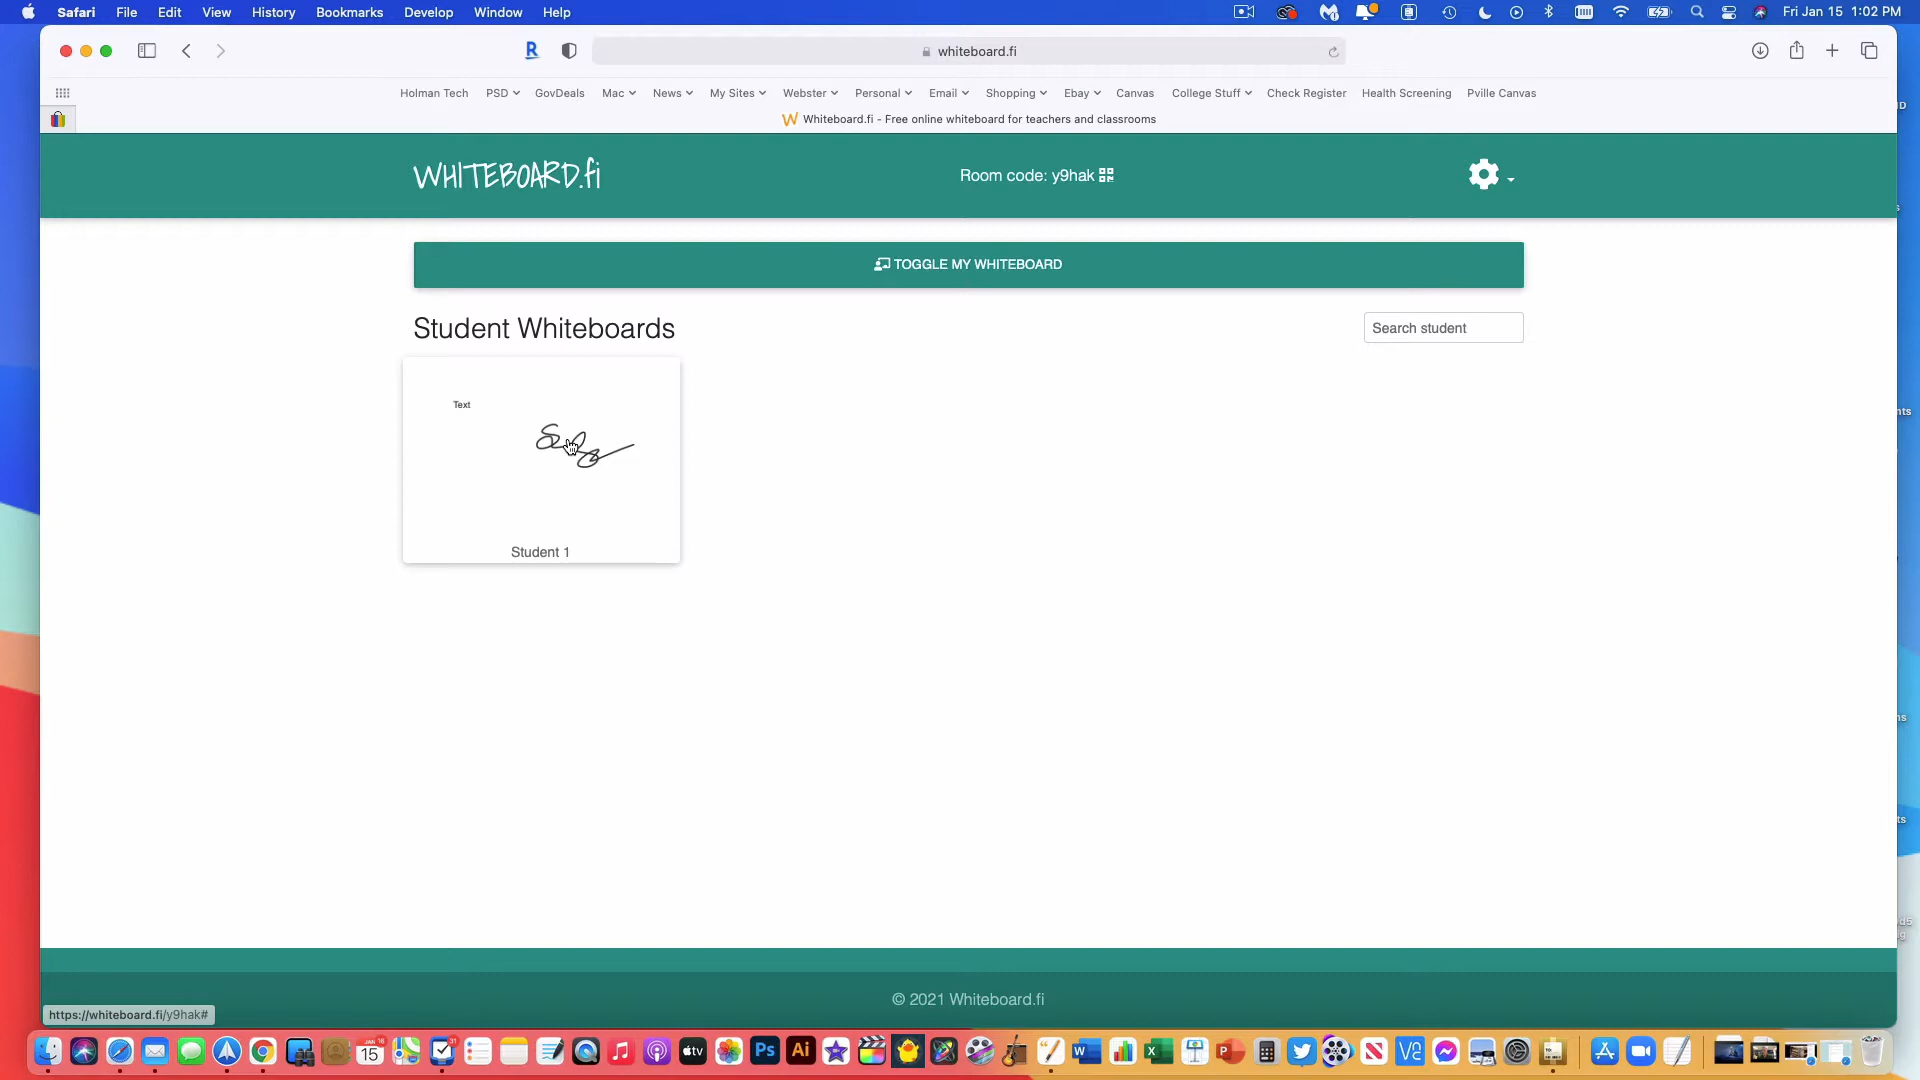 Safari File Edit View History Bookmarks Develop Window Help Fri Jan 15 1:02 PM
whiteboard.fi
Holman Tech PSD GovDeals Mac News My Sites Webster Personal Email Shopping Ebay Canvas College Stuff Check Register Health Screening Pville Canvas
Whiteboard.fi - Free online whiteboard for teachers and classrooms
WHITEBOARD.fi
Room code: y9hak
TOGGLE MY WHITEBOARD
Student Whiteboards
Search student
Text
Student 1
© 2021 Whiteboard.fi
https://whiteboard.fi/y9hak#